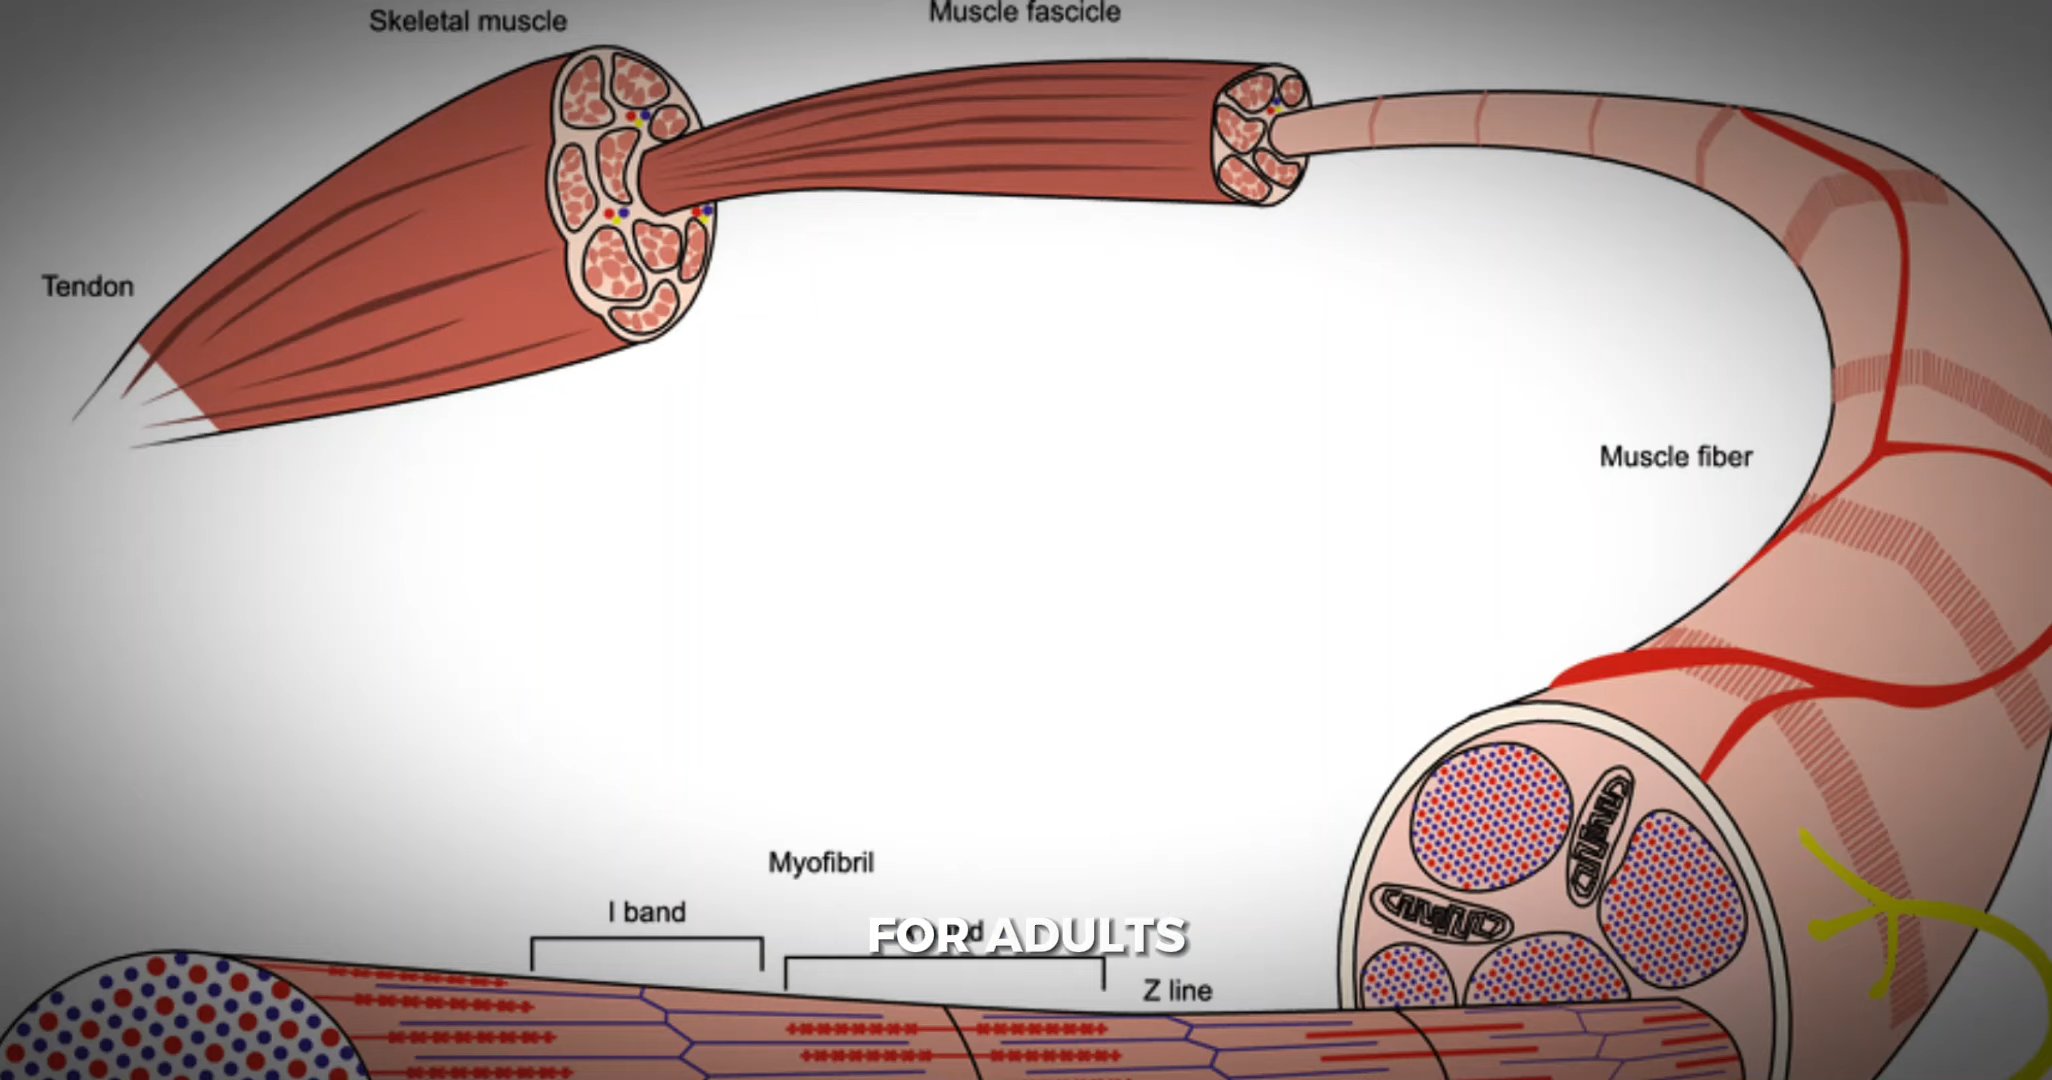 Skeletal muscle
Muscle fascicle
Tendon
Muscle fiber
Myofibril
I band
FOR ADULTS
Z line